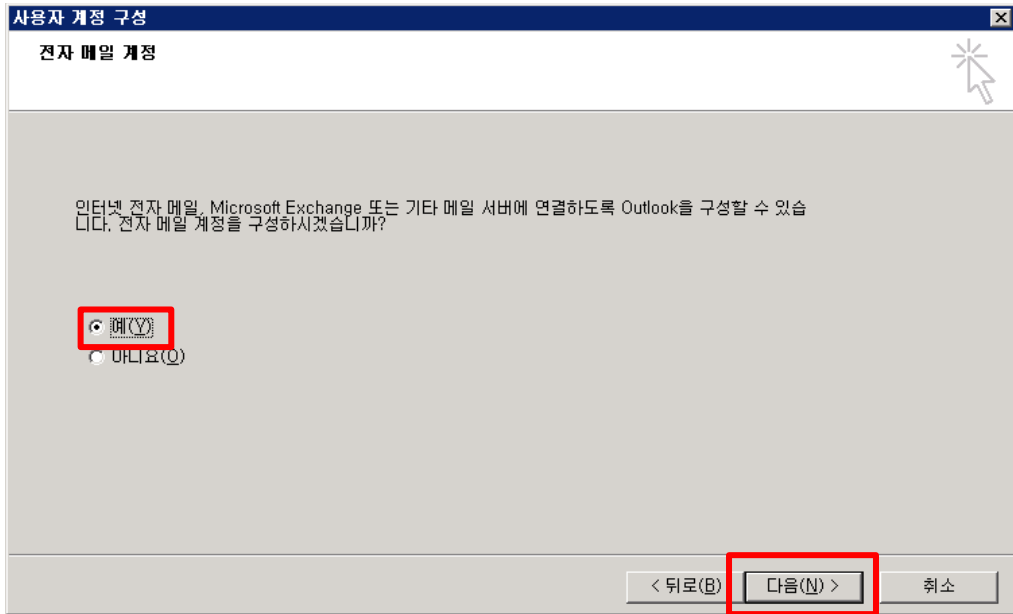 사용자 계정 구성
전자 메일 계정
인터넷 전자 메일, Microsoft Exchange 또는 기타 메일 서버에 연결하도록 Outlook을 구성할 수 있습
니다. 전자 메일 계정을 구성하시겠습니까?
예(Y)
아니요(O)
< 뒤로(B) 다음(N) > 취소